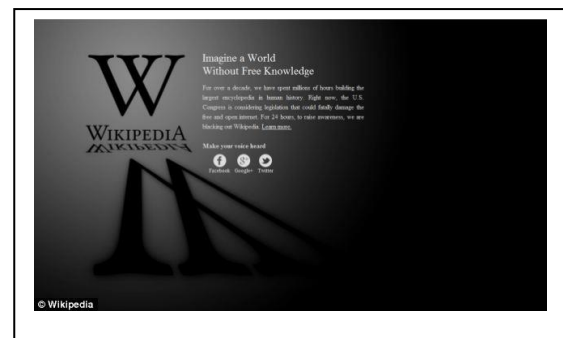 W
WIKIPEDIA
Imagine a World
Without Free Knowledge
For over a decade, we have spent millions of hours building the
largest encyclopedia in human history. Right now, the U.S.
Congress is considering legislation that could fatally damage the
free and open internet. For 24 hours, to raise awareness, we are
blacking out Wikipedia. Learn more.
Make your voice heard
Facebook Google+ Twitter
© Wikipedia